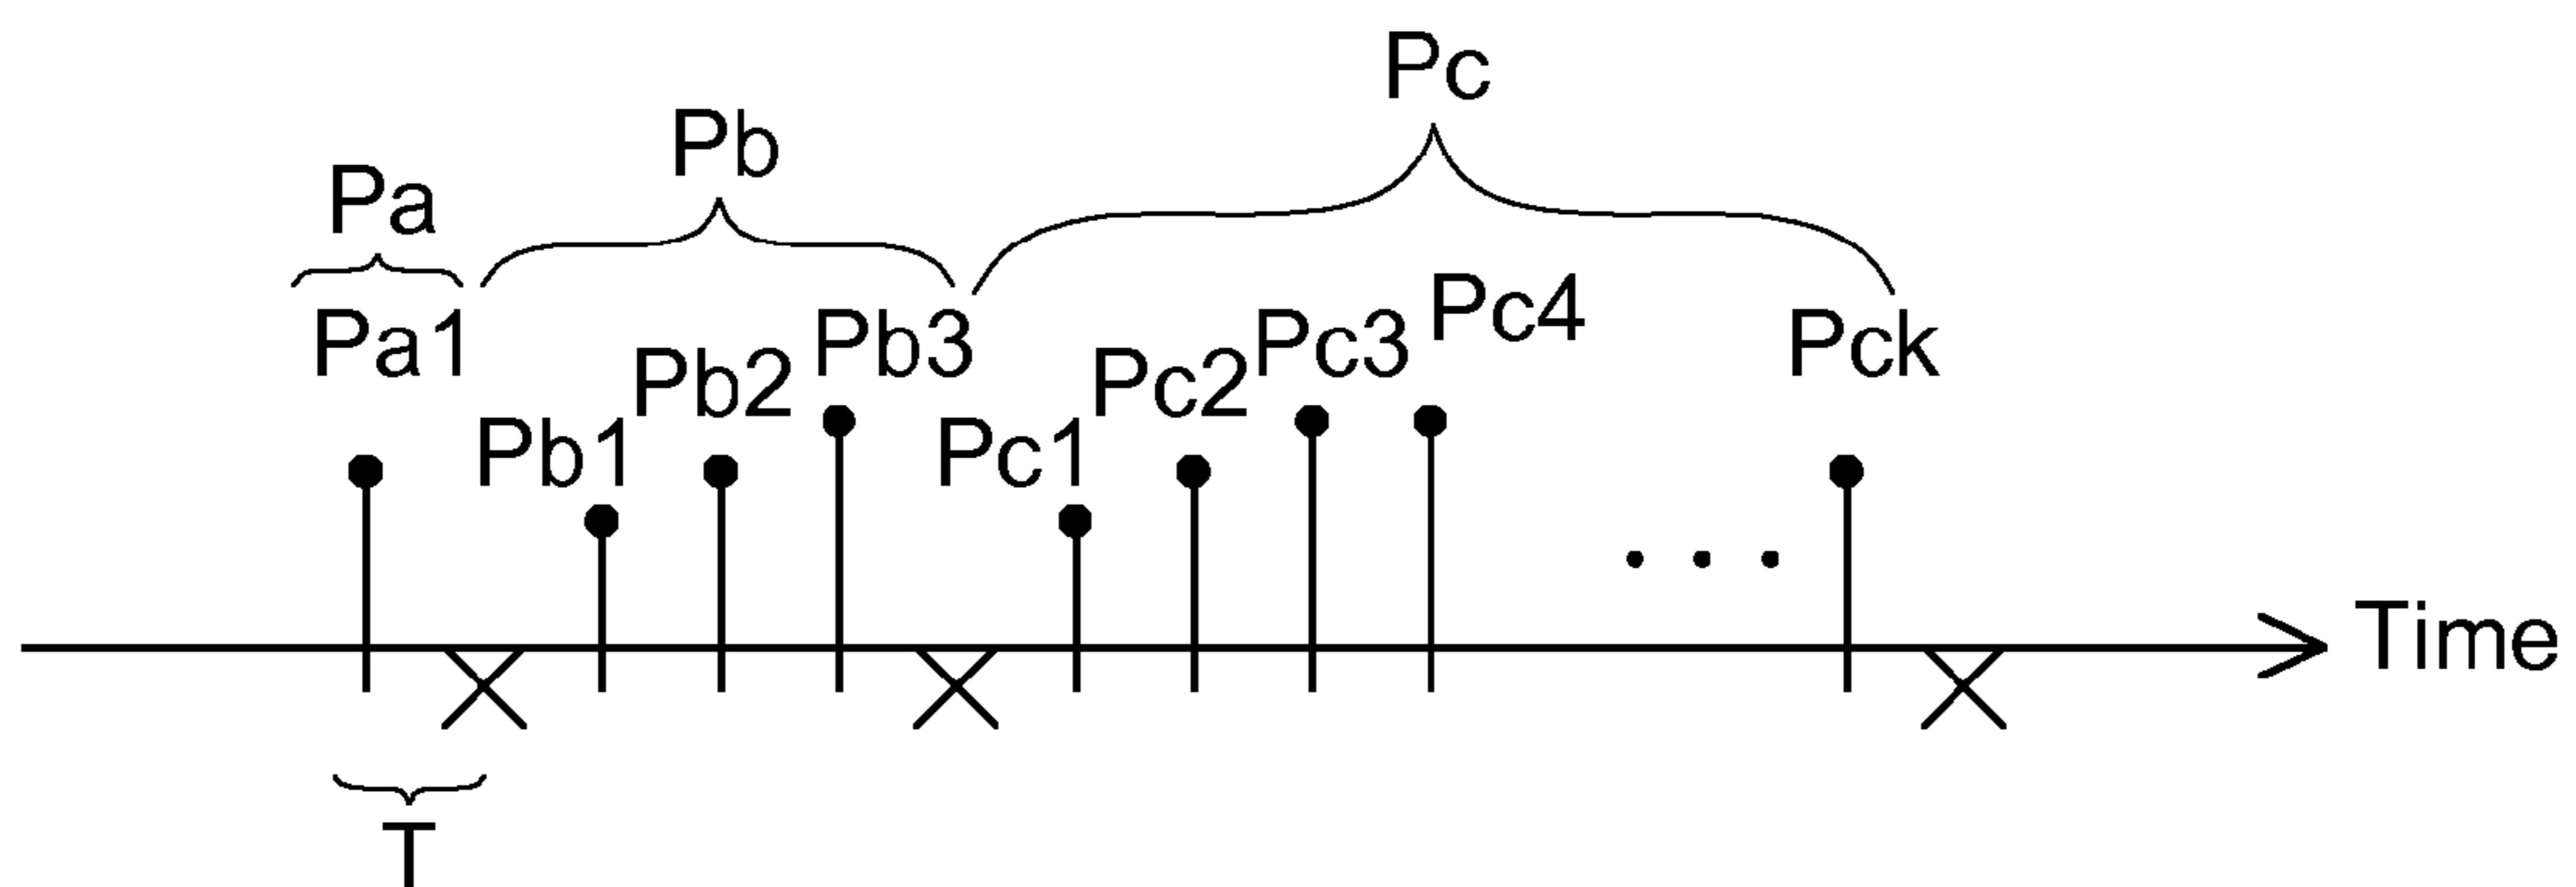 Pc
Pb
Pa
Pa1 Pb1 Pb2 Pb3 Pc1 Pc2 Pc3 Pc4 Pck
. . .
Time
T